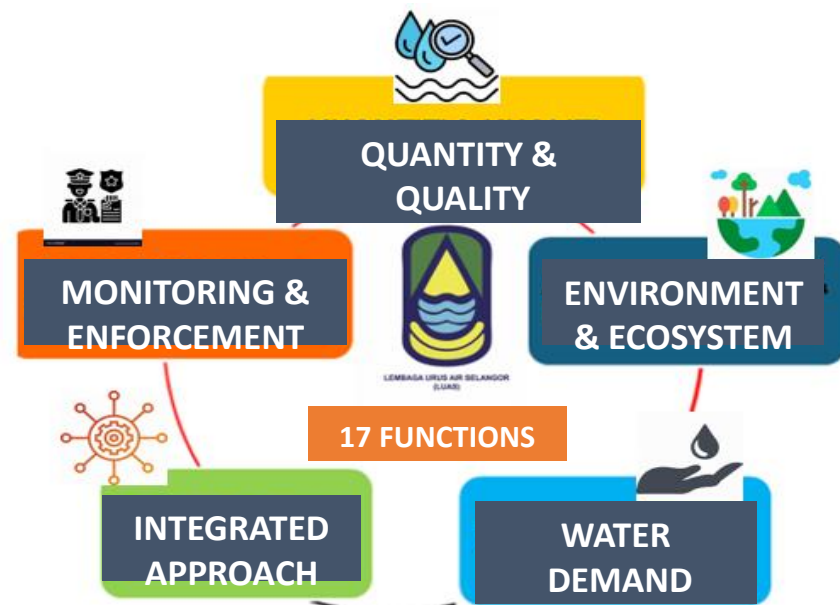 QUANTITY &
QUALITY
MONITORING &
ENFORCEMENT
ENVIRONMENT
& ECOSYSTEM
LEMBAGA URUS AIR SELANGOR
(LUAS)
17 FUNCTIONS
INTEGRATED
APPROACH
WATER
DEMAND